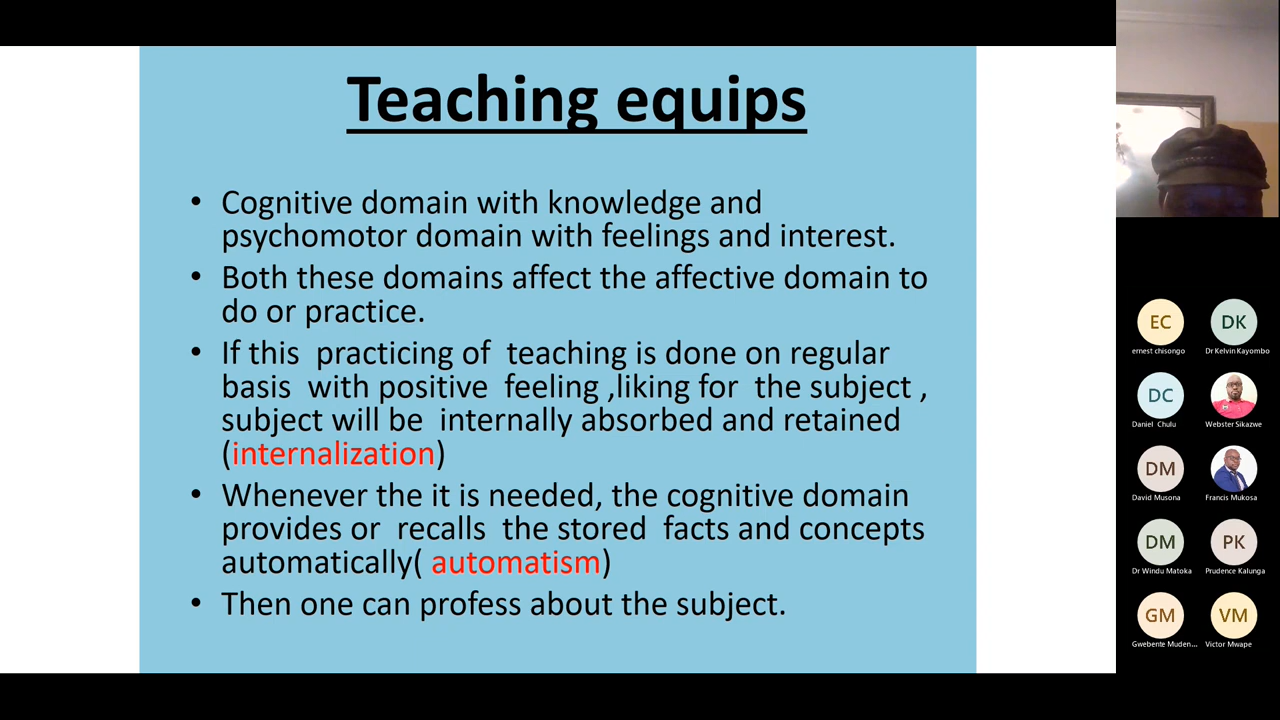 Teaching equips
• Cognitive domain with knowledge and
psychomotor domain with feelings and interest.
• Both these domains affect the affective domain to
do or practice.
• If this practicing of teaching is done on regular
basis with positive feeling ,liking for the subject ,
subject will be internally absorbed and retained
(internalization)
• Whenever the it is needed, the cognitive domain
provides or recalls the stored facts and concepts
automatically( automatism)
• Then one can profess about the subject.
EC DK
ernest chisongo Dr Kelvin Kayombo
DC
Daniel Chulu Webster Sikazwe
DM
David Musona Francis Mukosa
DM PK
Dr Windu Matoka Prudence Kalunga
GM VM
Gwebente Muden... Victor Mwape